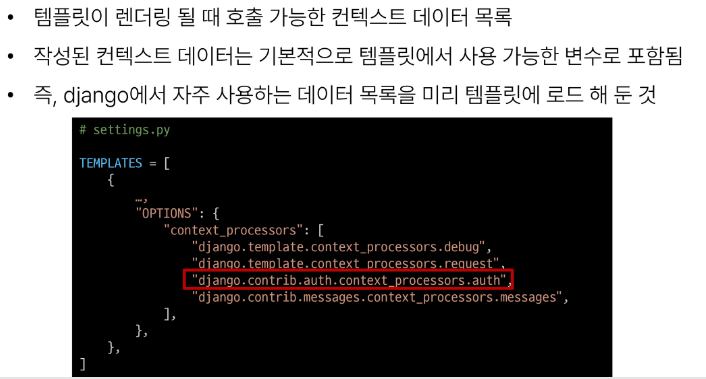 • 템플릿이 렌더링 될 때 호출 가능한 컨텍스트 데이터 목록
• 작성된 컨텍스트 데이터는 기본적으로 템플릿에서 사용 가능한 변수로 포함됨
• 즉, django에서 자주 사용하는 데이터 목록을 미리 템플릿에 로드 해 둔 것
# settings.py
TEMPLATES = [
{
…,
"OPTIONS": {
"context_processors": [
"django.template.context_processors.debug",
"django.template.context_processors.request",
"django.contrib.auth.context_processors.auth",
"django.contrib.messages.context_processors.messages",
],
},
},
]